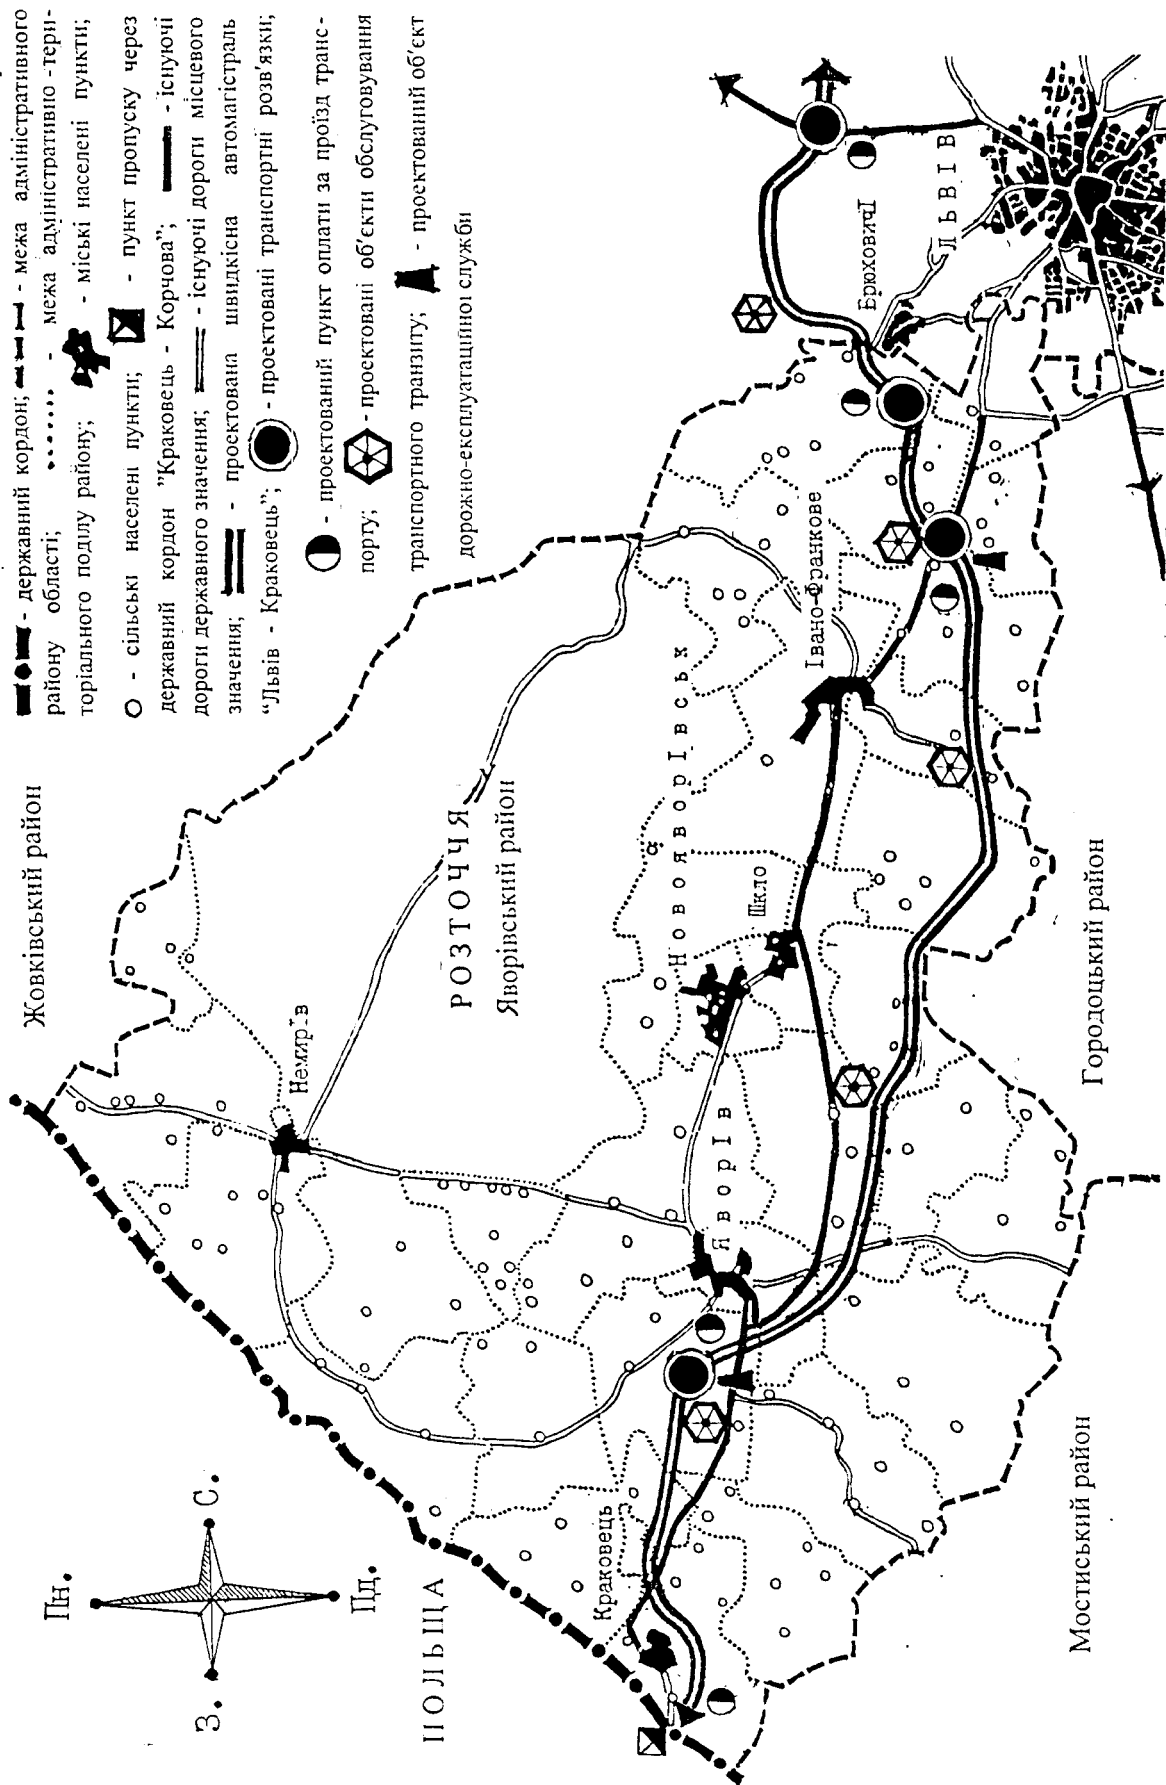 - державний кордон; - межа адміністративного
району області; - межа адміністративно -тери-
торіального поділу району; - міські населені пункти;
- сільські населені пункти; - пункт пропуску через
державний кордон "Краковець - Корчова"; - існуючі
дороги державного значення; - існуючі дороги місцевого
значення; - проектована швидкісна автомагістраль
“Львів - Краковець”; - проектовані транспортні розв'язки;
- проектований пункт оплати за проїзд транс-
порту; - проектовані об'єкти обслуговування
транспортного транзиту; - проектований об'єкт
дорожно-експлуатаційної служби
Пн.
З. С.
Пд.
ПОЛЬЩА
Жовківський район
Немирів
РОЗТОЧЧЯ
Яворівський район
Новояворівськ
Шкло
Яворів
Краковець
Івано-Франкове
Брюховичі
ЛЬВІВ
Мостиський район
Городоцький район